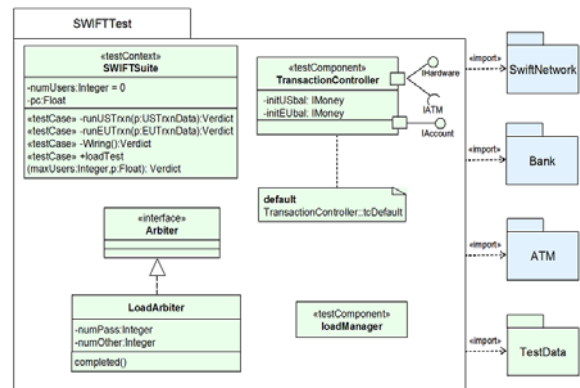 SWIFTTest
«testContext»
SWIFTSuite
-numUsers:Integer = 0
-pc:Float
«testCase» -runUSTrxn(p:USTrxnData):Verdict
«testCase» -runEUTrxn(p:EUTrxnData):Verdict
«testCase» -Wiring():Verdict
«testCase» +loadTest
(maxUsers:Integer,p:Float): Verdict
«testComponent»
TransactionController
-initUSbal: IMoney
-initEUbal: IMoney
IHardware
IATM
IAccount
default
TransactionController::tcDefault
«interface»
Arbiter
LoadArbiter
-numPass:Integer
-numOther:Integer
completed()
«testComponent»
loadManager
«import»
SwiftNetwork
«import»
Bank
«import»
ATM
«import»
TestData